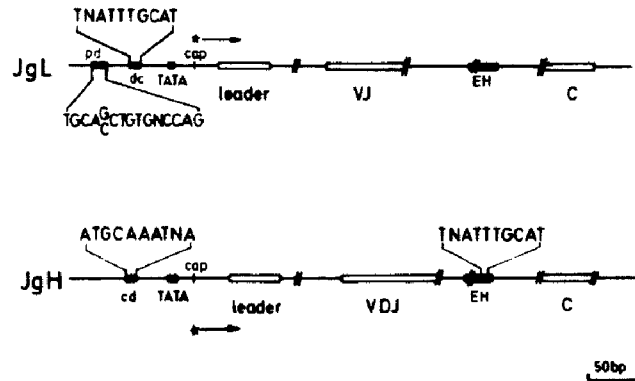 TNATTTGCAT
pd
cap
JgL
dc
TATA
EH
leader
VJ
C
TGCA G/C CTGTGNCCAG
ATGCAAATNA
TNATTTGCAT
cap
JgH
cd
TATA
EH
leader
VDJ
C
50bp